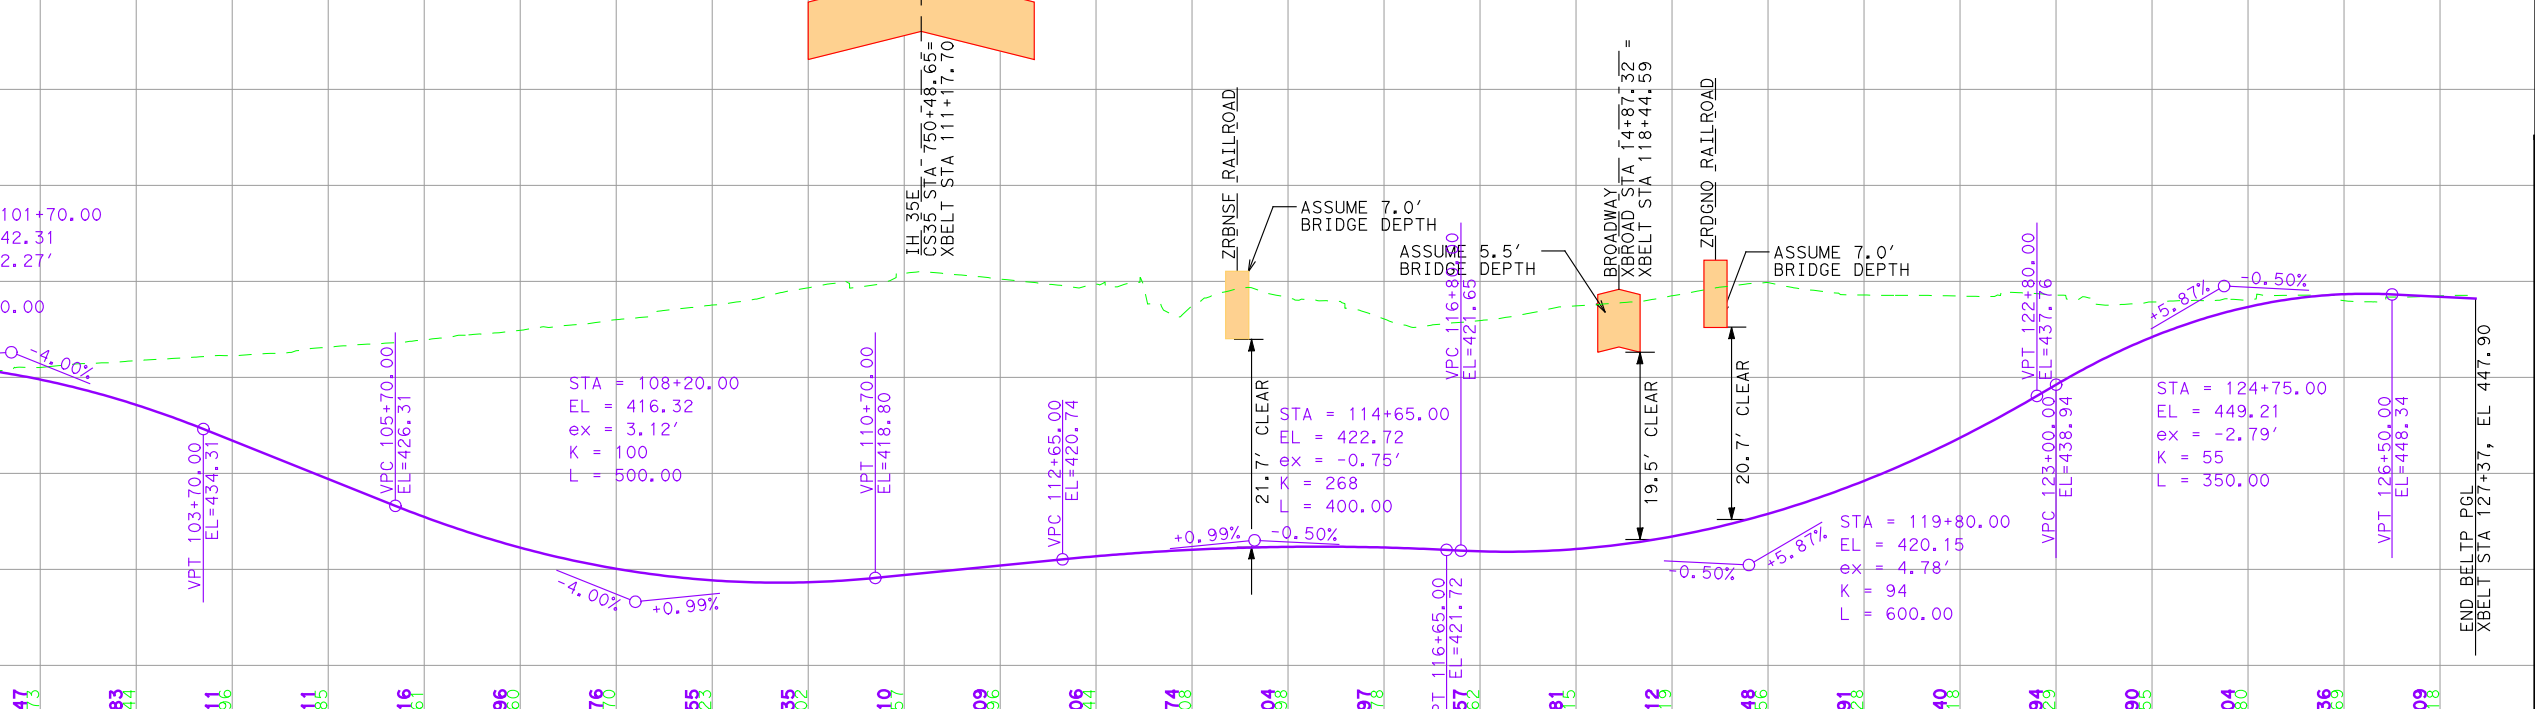 101+70.00
42.31
2.27'
0.00
-4.00%
VPT 103+70.00
EL=434.31
VPC 105+70.00
EL=426.31
STA = 108+20.00
EL = 416.32
ex = 3.12'
K = 100
L = 500.00
-4.00%
+0.99%
VPT 110+70.00
EL=418.80
IH 35E
CS35 STA 750+48.65=
XBELT STA 111+17.70
VPC 112+65.00
EL=420.74
ZRBNSF RAILROAD
ASSUME 7.0'
BRIDGE DEPTH
21.7' CLEAR
STA = 114+65.00
EL = 422.72
ex = -0.75'
K = 268
L = 400.00
+0.99%
-0.50%
ASSUME 5.5'
BRIDGE DEPTH
VPC 116+80.00
EL=421.65
VPT 116+65.00
EL=421.72
BROADWAY
XBROAD STA 114+87.32 =
XBELT STA 118+44.59
19.5' CLEAR
ZRDGNO RAILROAD
ASSUME 7.0'
BRIDGE DEPTH
20.7' CLEAR
-0.50%
+5.87%
STA = 119+80.00
EL = 420.15
ex = 4.78'
K = 94
L = 600.00
VPT 122+80.00
EL=437.76
VPC 123+00.00
EL=438.94
+5.87%
-0.50%
STA = 124+75.00
EL = 449.21
ex = -2.79'
K = 55
L = 350.00
VPT 126+50.00
EL=448.34
END BELTP PGL
XBELT STA 127+37, EL 447.90